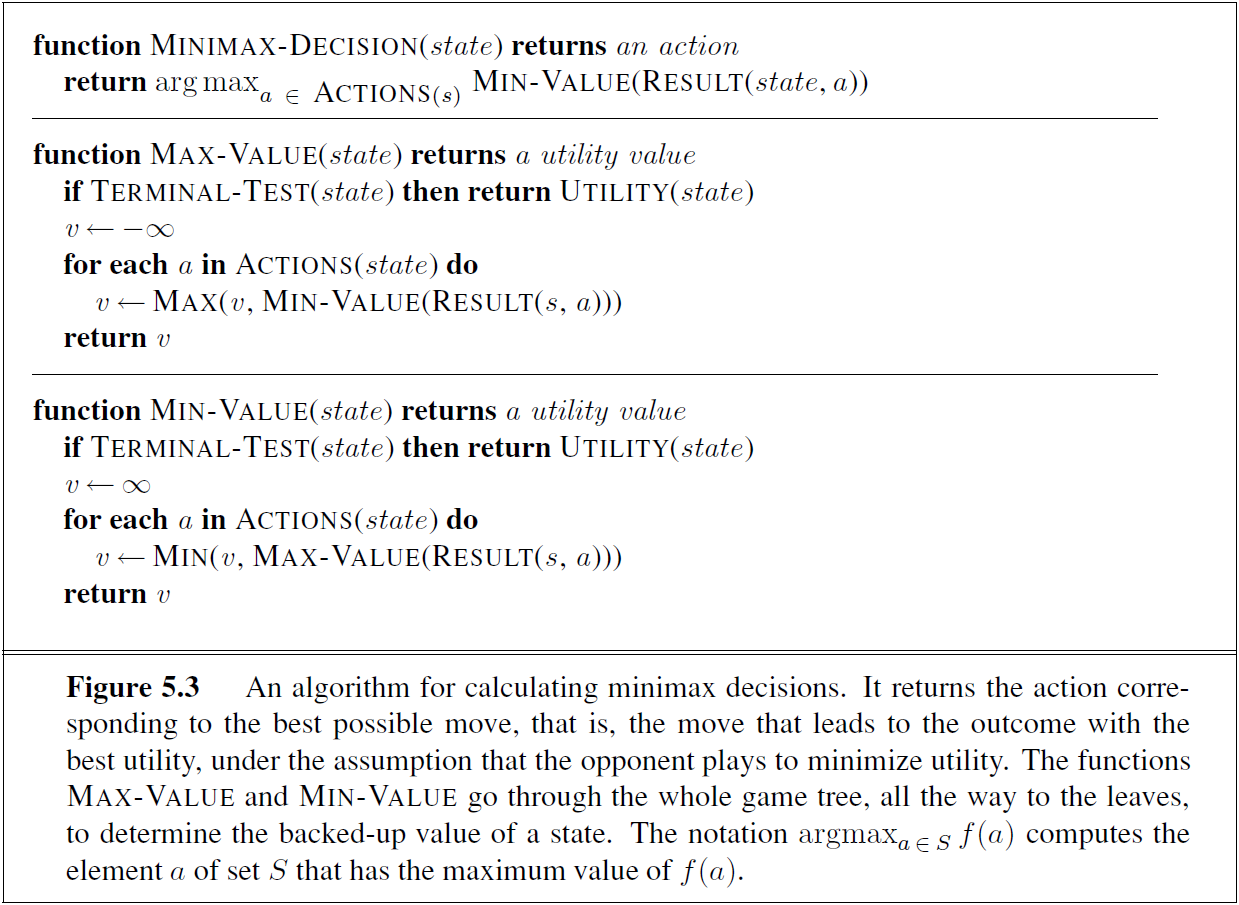 function MINIMAX-DECISION(state) returns an action
return arg max a ∈ ACTIONS(s) MIN-VALUE(RESULT(state, a))
function MAX-VALUE(state) returns a utility value
if TERMINAL-TEST(state) then return UTILITY(state)
v ← −∞
for each a in ACTIONS(state) do
v ← MAX(v, MIN-VALUE(RESULT(s, a)))
return v
function MIN-VALUE(state) returns a utility value
if TERMINAL-TEST(state) then return UTILITY(state)
v ← ∞
for each a in ACTIONS(state) do
v ← MIN(v, MAX-VALUE(RESULT(s, a)))
return v
Figure 5.3 An algorithm for calculating minimax decisions. It returns the action corre-
sponding to the best possible move, that is, the move that leads to the outcome with the
best utility, under the assumption that the opponent plays to minimize utility. The functions
MAX-VALUE and MIN-VALUE go through the whole game tree, all the way to the leaves,
to determine the backed-up value of a state. The notation argmax a ∈ S f(a) computes the
element a of set S that has the maximum value of f(a).